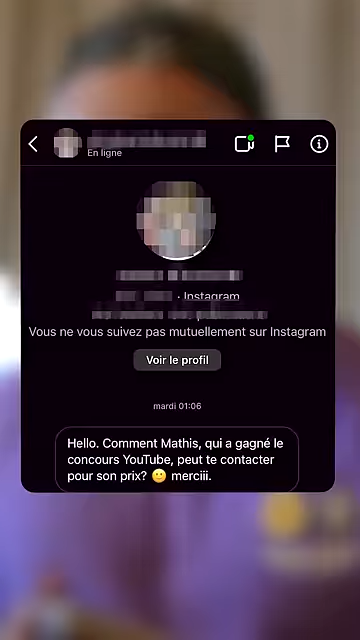 En ligne
· Instagram
Vous ne vous suivez pas mutuellement sur Instagram
Voir le profil
mardi 01:06
Hello. Comment Mathis, qui a gagné le
concours YouTube, peut te contacter
pour son prix? 🙂 merciii.